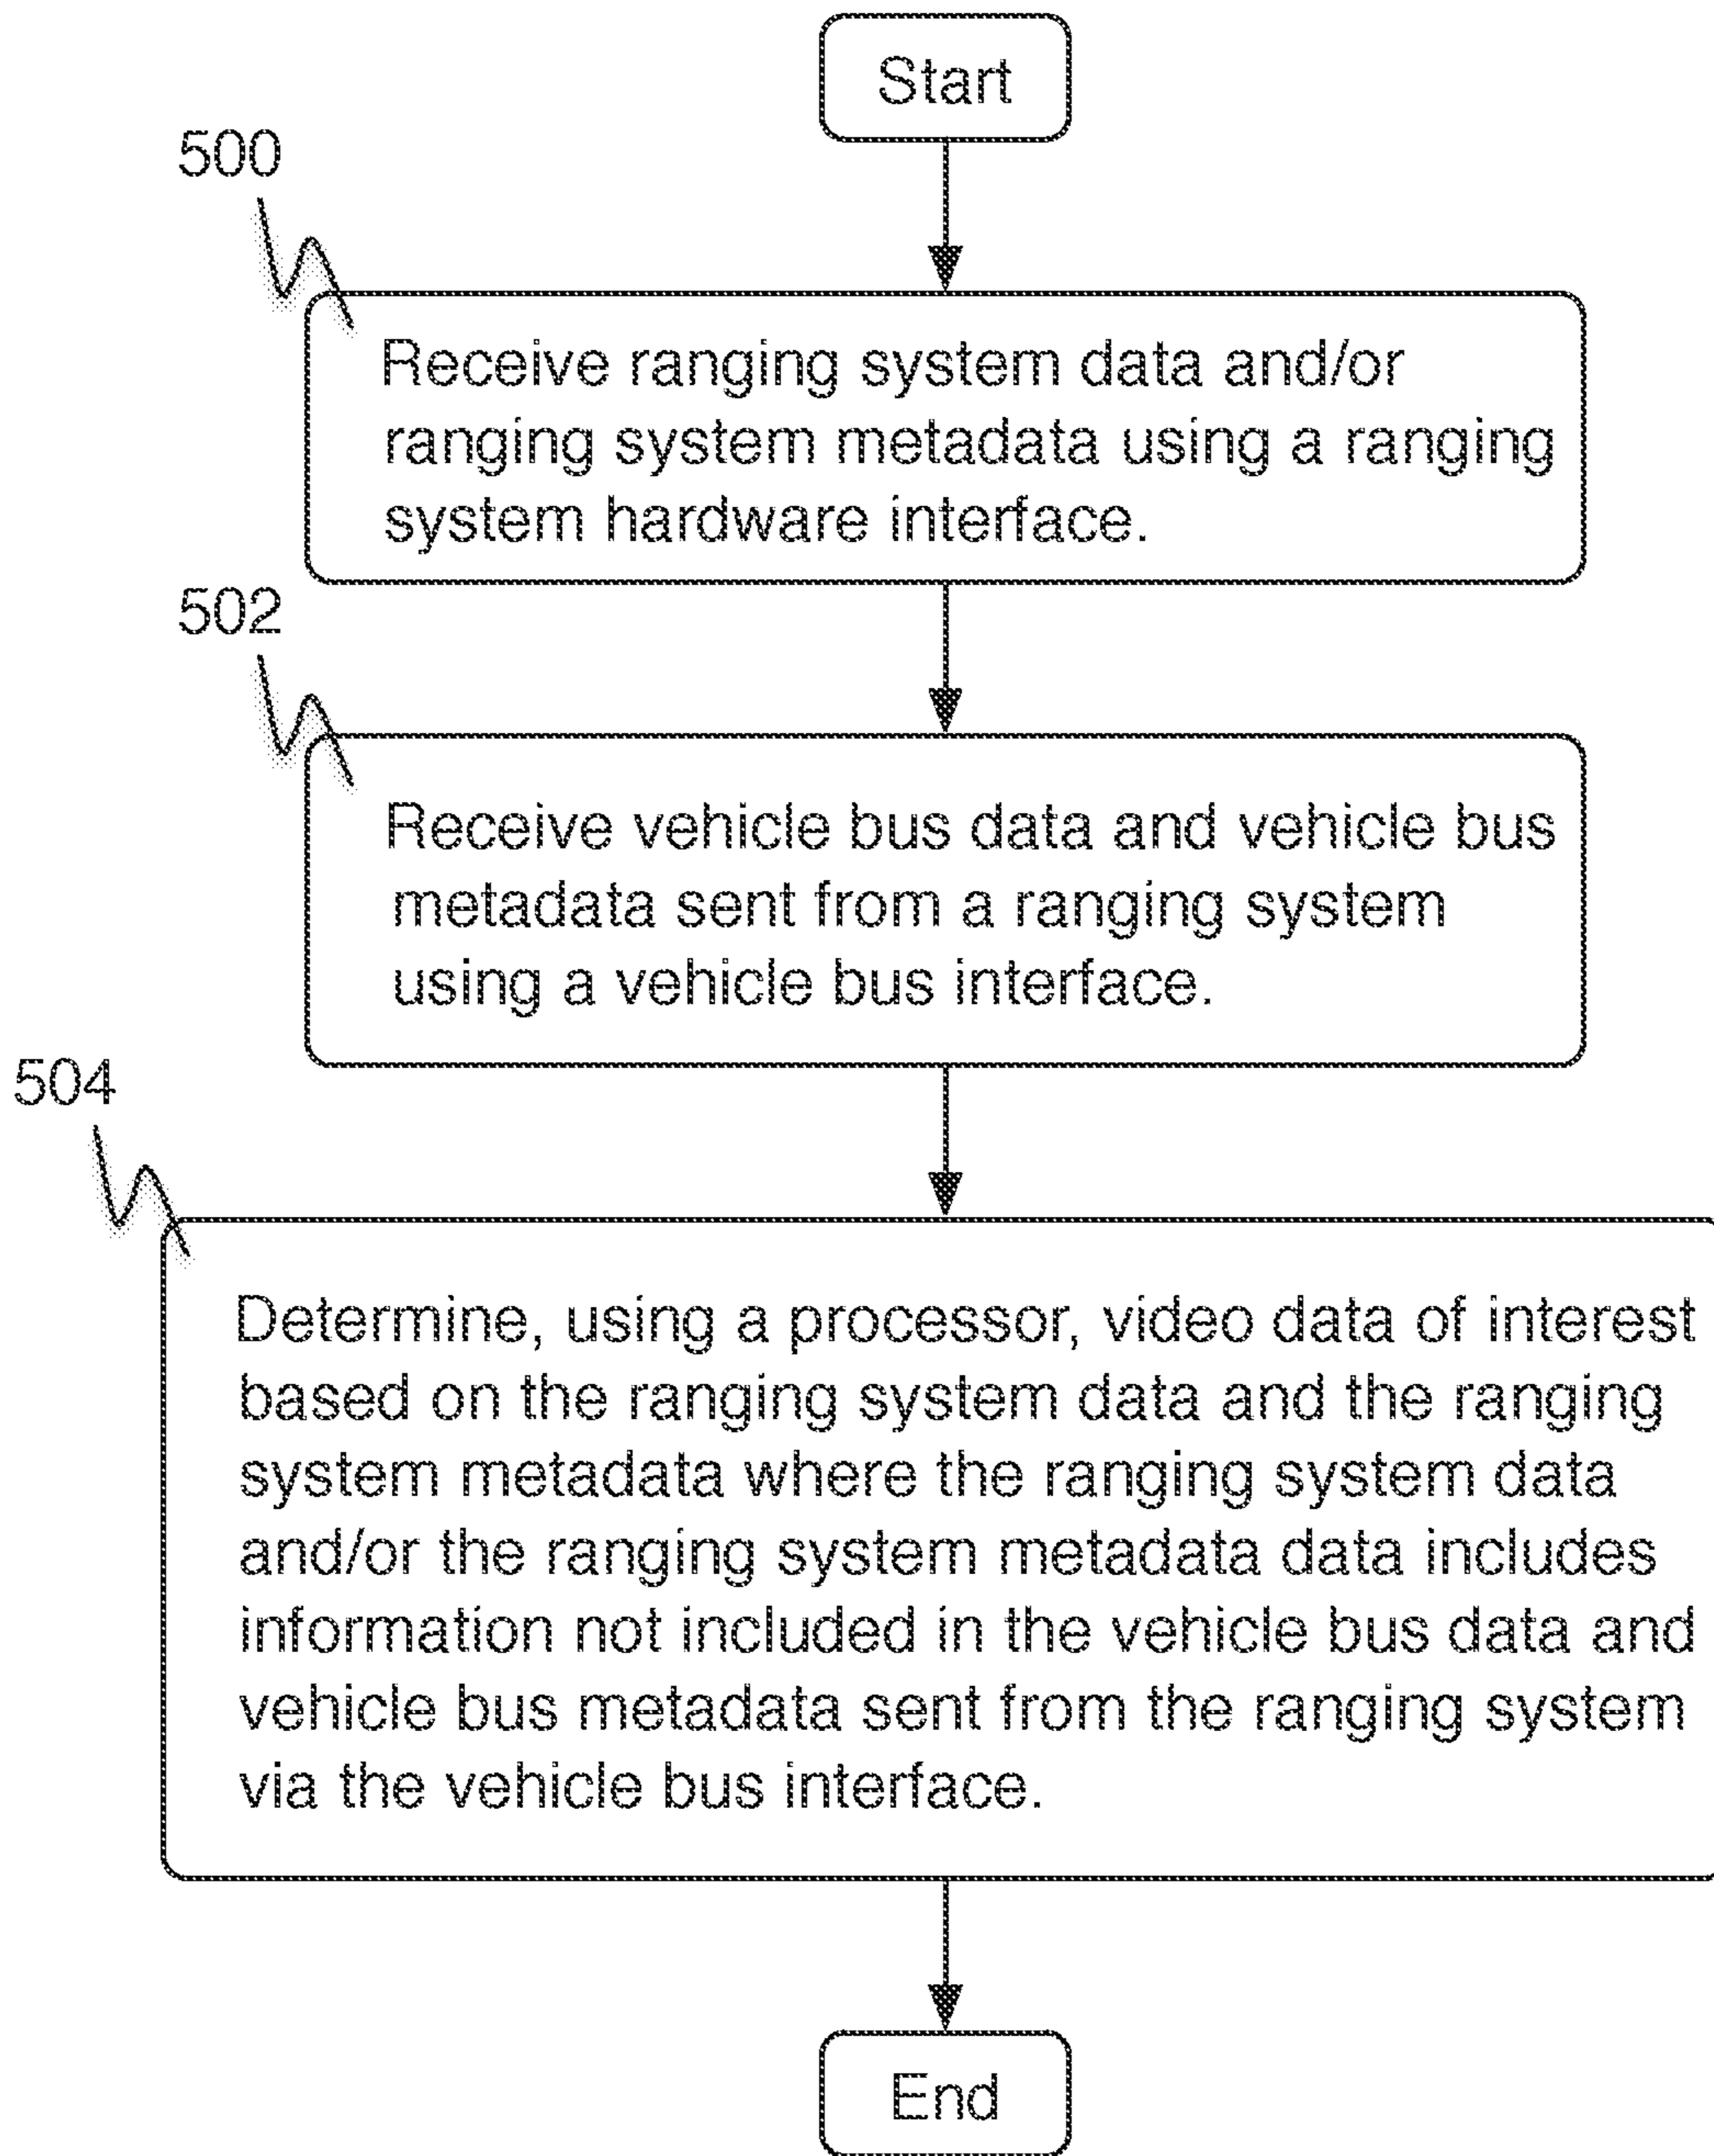 Start
500
Receive ranging system data and/or
ranging system metadata using a ranging
system hardware interface.
502
Receive vehicle bus data and vehicle bus
metadata sent from a ranging system
using a vehicle bus interface.
504
Determine, using a processor, video data of interest
based on the ranging system data and the ranging
system metadata where the ranging system data
and/or the ranging system metadata data includes
information not included in the vehicle bus data and
vehicle bus metadata sent from the ranging system
via the vehicle bus interface.
End